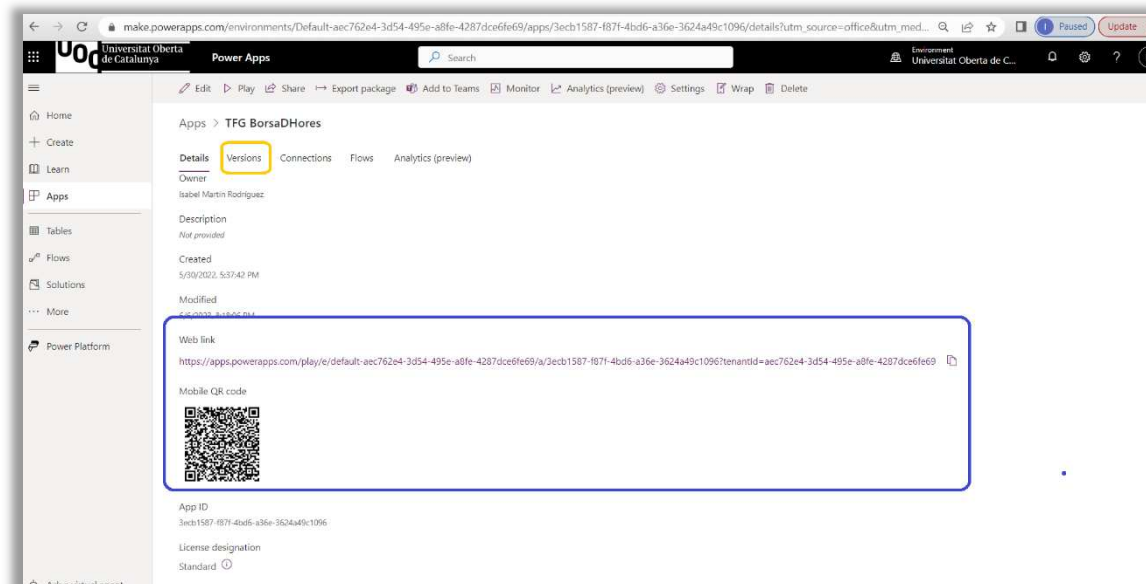 make.powerapps.com/environments/Default-aec762e4-3d54-495e-a8fe-4287dce6fe69/apps/3ecb1587-f87f-4bd6-a36e-3624a49c1096/details?utm_source=office&utm_med... Paused Update
UOC Universitat Oberta de Catalunya Power Apps Search Environment Universitat Oberta de C... ?
Edit Play Share Export package Add to Teams Monitor Analytics (preview) Settings Wrap Delete
Home
Create
Learn
Apps
Tables
Flows
Solutions
More
Power Platform
Apps > TFG BorsaDHores
Details Versions Connections Flows Analytics (preview)
Owner
Isabel Martín Rodríguez
Description
Not provided
Created
5/30/2022, 5:37:42 PM
Modified
Web link
https://apps.powerapps.com/play/e/default-aec762e4-3d54-495e-a8fe-4287dce6fe69/a/3ecb1587-f87f-4bd6-a36e-3624a49c1096?tenantId=aec762e4-3d54-495e-a8fe-4287dce6fe69
Mobile QR code
App ID
3ecb1587-f87f-4bd6-a36e-3624a49c1096
License designation
Standard